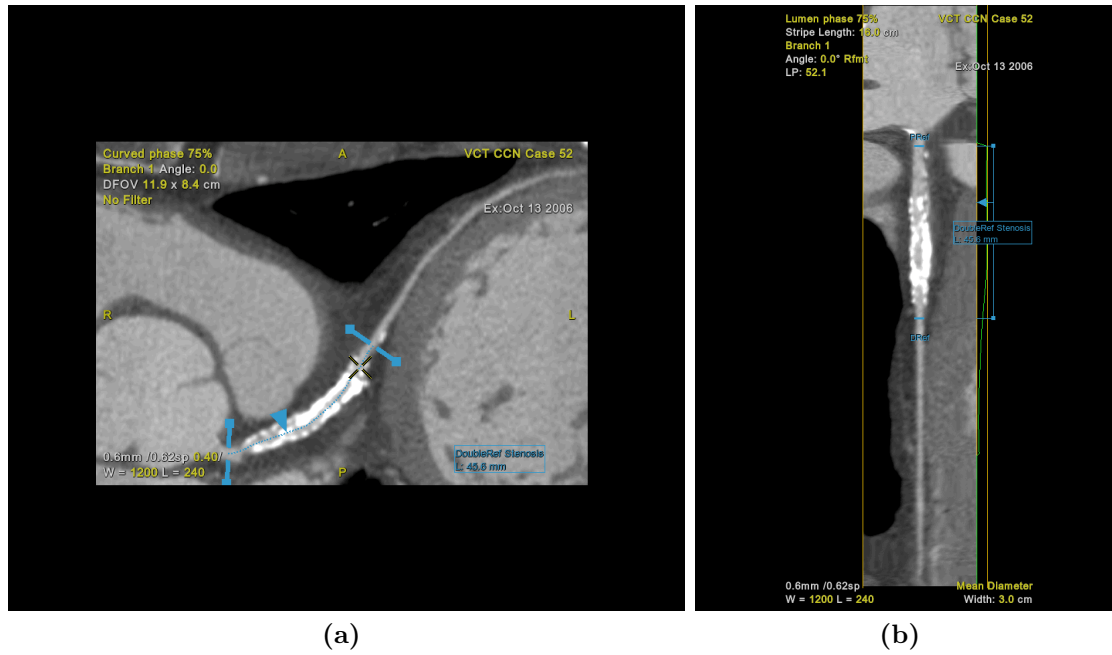 Curved phase 75%
Branch 1 Angle: 0.0
DFOV 11.9 x 8.4 cm
No Filter
A
VCT CCN Case 52
Ex:Oct 13 2006
R
L
0.6mm /0.62sp 0.40/
W = 1200 L = 240
P
DoubleRef Stenosis
L: 45.8 mm
(a)
Lumen phase 75%
Stripe Length: 16.0 cm
Branch 1
Angle: 0.0° Rfmt
LP: 52.1
VCT CCN Case 52
Ex:Oct 13 2006
PRef
DoubleRef Stenosis
L: 45.8 mm
DRef
0.6mm /0.62sp
W = 1200 L = 240
Mean Diameter
Width: 3.0 cm
(b)